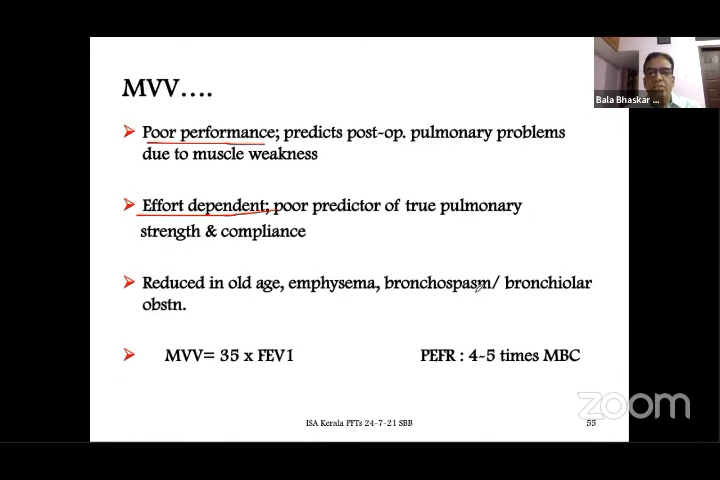 MVV....
Poor performance; predicts post-op. pulmonary problems
due to muscle weakness
Effort dependent; poor predictor of true pulmonary
strength & compliance
Reduced in old age, emphysema, bronchospasm/ bronchiolar
obstn.
MVV= 35 x FEV1 PEFR : 4-5 times MBC
ISA Kerala PFTs 24-7-21 SBB 55
Bala Bhaskar ...
zoom